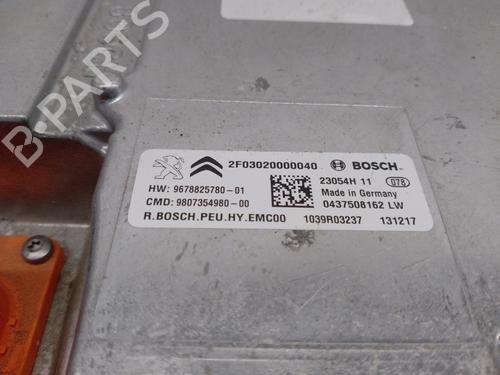 B-PARTS
2F03020000040 BOSCH
HW: 9678825780-01
23054H 11 078
Made in Germany
CMD: 9807354980-00
0437508162 LW
R.BOSCH.PEU.HY.EMC00 1039R03237 131217